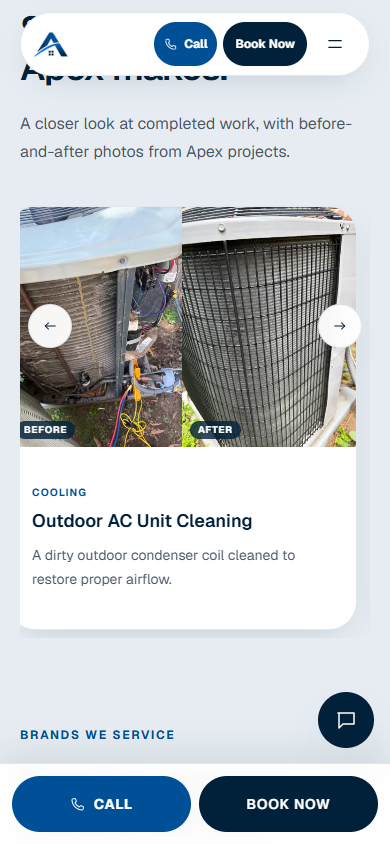 Call
Book Now
Apex makes.
A closer look at completed work, with before-
and-after photos from Apex projects.
BEFORE
AFTER
COOLING
Outdoor AC Unit Cleaning
A dirty outdoor condenser coil cleaned to
restore proper airflow.
BRANDS WE SERVICE
CALL
BOOK NOW